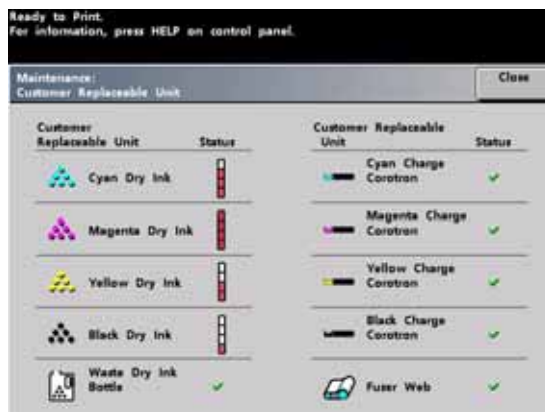 Ready to Print.
For information, press HELP on control panel.
Maintenance:
Customer Replaceable Unit
Close
Customer
Replaceable Unit
Status
Cyan Dry Ink
Magenta Dry Ink
Yellow Dry Ink
Black Dry Ink
Waste Dry Ink
Bottle
Customer Replaceable
Unit
Status
Cyan Charge
Corotron
Magenta Charge
Corotron
Yellow Charge
Corotron
Black Charge
Corotron
Fuser Web